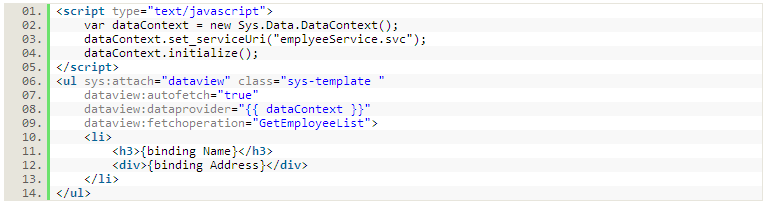 01. <script type="text/javascript">
02. var dataContext = new Sys.Data.DataContext();
03. dataContext.set_serviceUri("emplyeeService.svc");
04. dataContext.initialize();
05. </script>
06. <ul sys:attach="dataview" class="sys-template "
07. dataview:autofetch="true"
08. dataview:dataprovider="{{ dataContext }}"
09. dataview:fetchoperation="GetEmployeeList">
10. <li>
11. <h3>{binding Name}</h3>
12. <div>{binding Address}</div>
13. </li>
14. </ul>